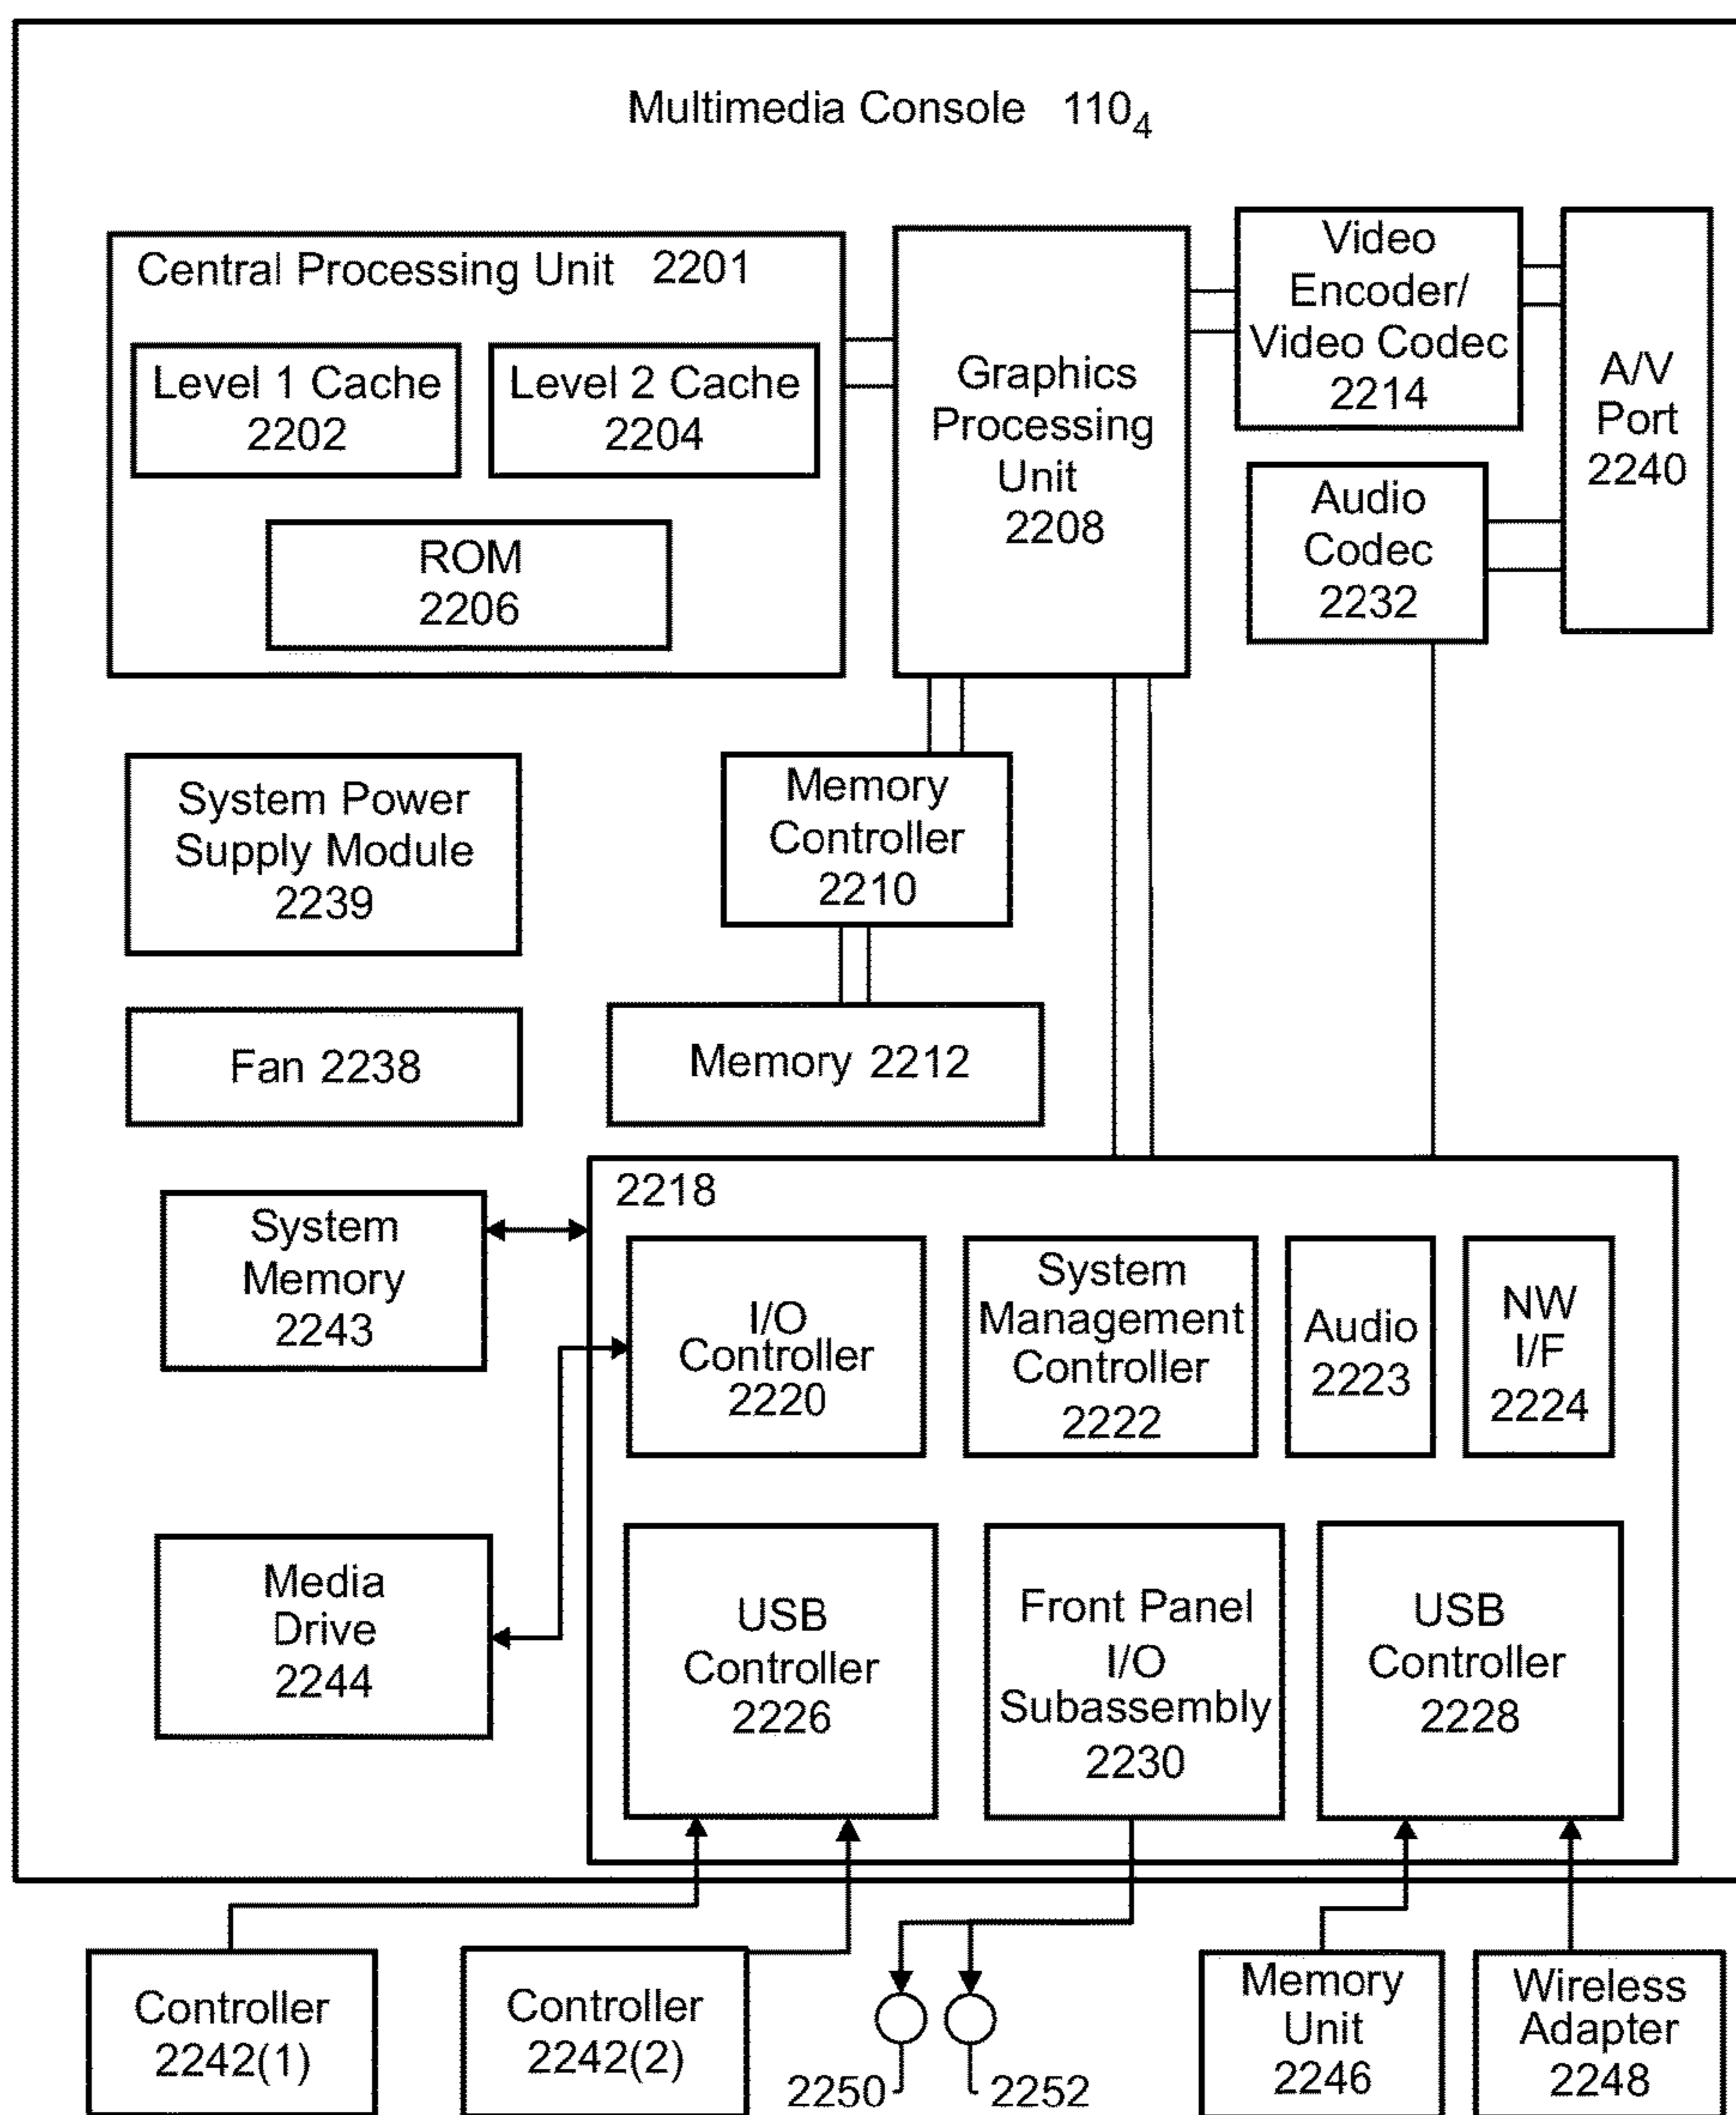 Multimedia Console 110₄
Central Processing Unit 2201
Level 1 Cache
2202
Level 2 Cache
2204
ROM
2206
Graphics
Processing
Unit
2208
Video
Encoder/
Video Codec
2214
A/V
Port
2240
Audio
Codec
2232
System Power
Supply Module
2239
Memory
Controller
2210
Fan 2238
Memory 2212
System
Memory
2243
2218
I/O
Controller
2220
System
Management
Controller
2222
Audio
2223
NW
I/F
2224
Media
Drive
2244
USB
Controller
2226
Front Panel
I/O
Subassembly
2230
USB
Controller
2228
Controller
2242(1)
Controller
2242(2)
2250
2252
Memory
Unit
2246
Wireless
Adapter
2248